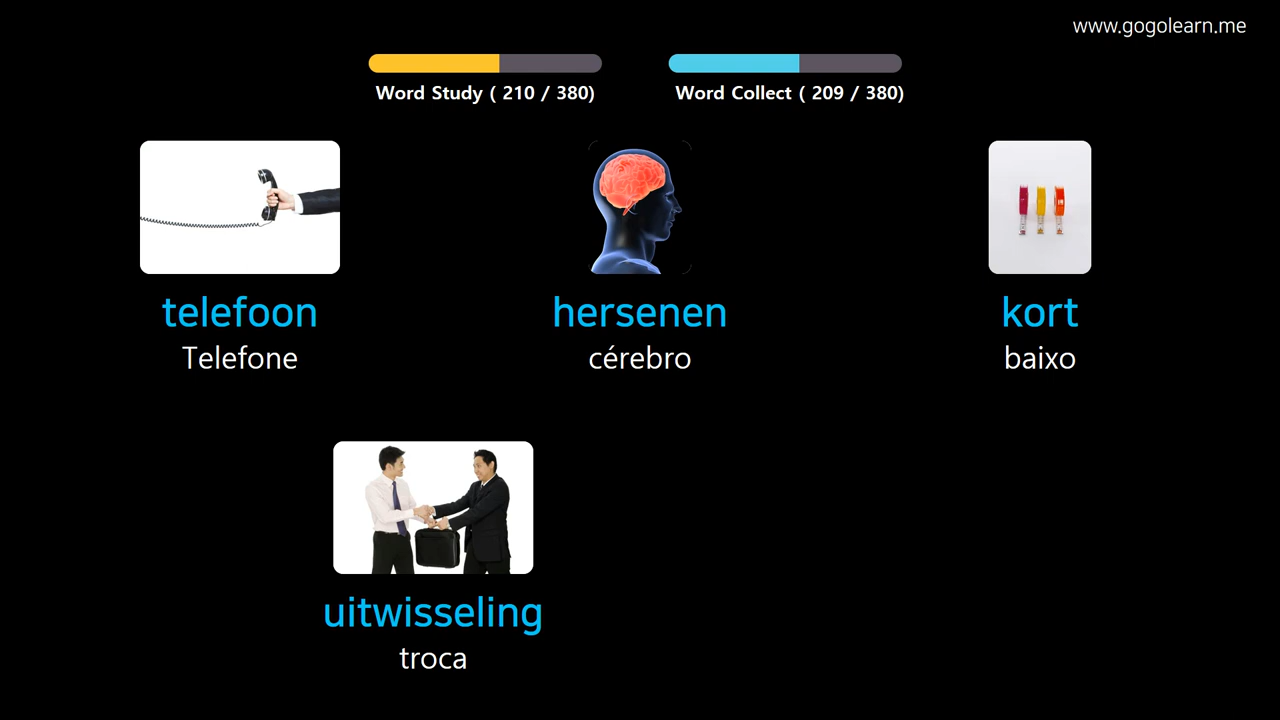 www.gogolearn.me
Word Study ( 210 / 380)
Word Collect ( 209 / 380)
telefoon
Telefone
hersenen
cérebro
kort
baixo
uitwisseling
troca